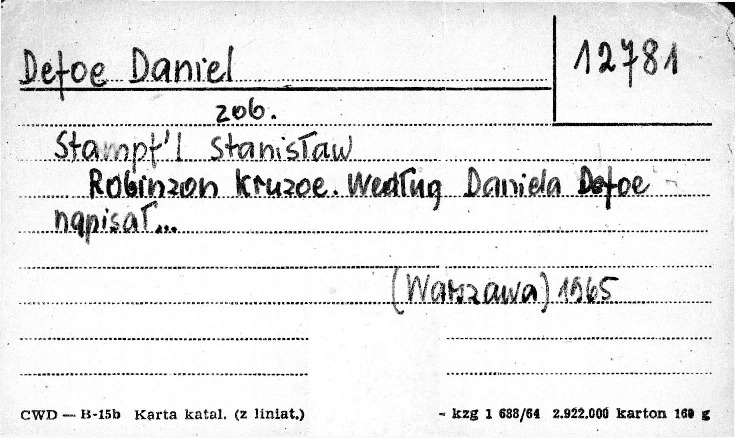 Defoe Daniel
12781
zob.
Stampf'l Stanisław
Robinzon Kruzoe. Według Daniela Defoe
napisał...
(Warszawa) 1965
CWD — B-15b Karta katal. (z liniat.)
- kzg 1 688/64 2.922.000 karton 160 g